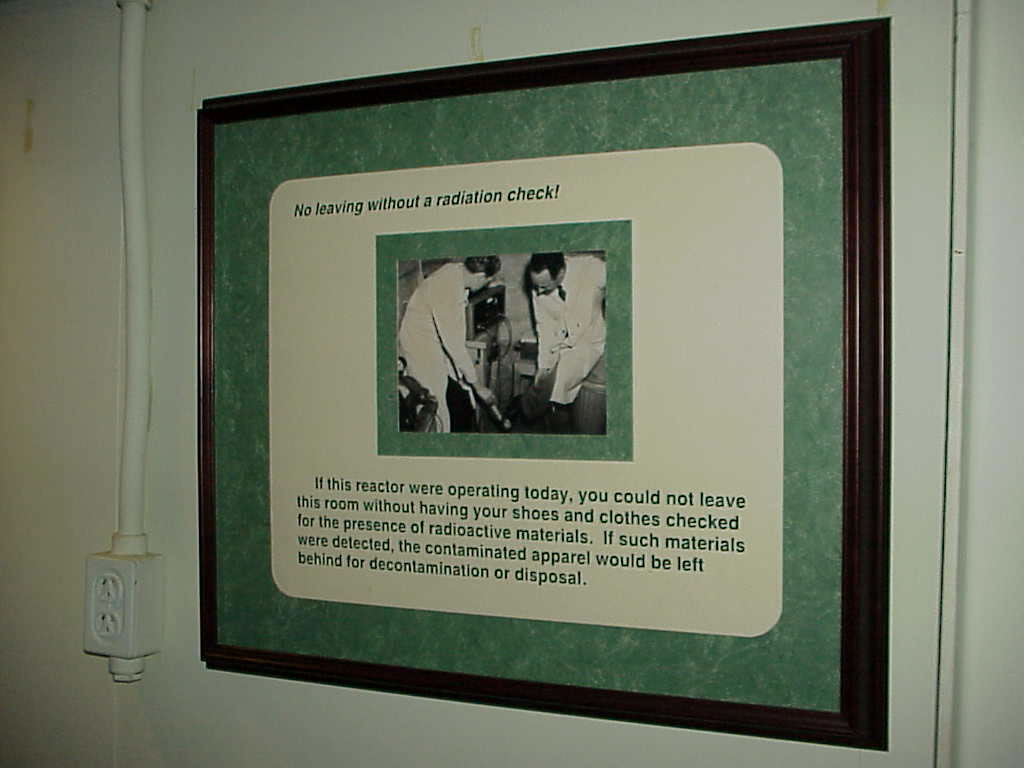 No leaving without a radiation check!
If this reactor were operating today, you could not leave
this room without having your shoes and clothes checked
for the presence of radioactive materials. If such materials
were detected, the contaminated apparel would be left
behind for decontamination or disposal.